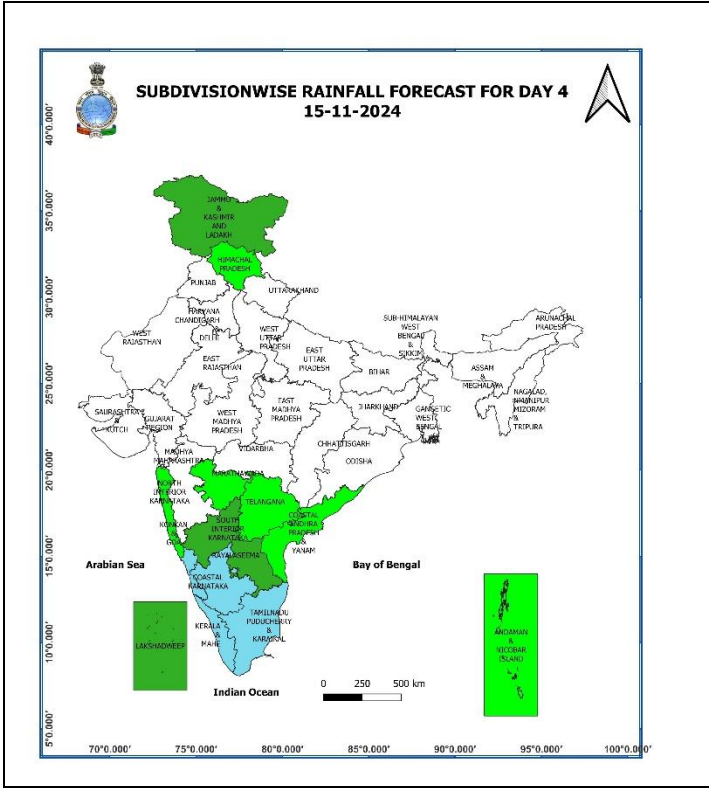 SUBDIVISIONWISE RAINFALL FORECAST FOR DAY 4
15-11-2024
40°0.000'
35°0.000'
30°0.000'
25°0.000'
20°0.000'
15°0.000'
10°0.000'
5°0.000'
JAMMU
&
KASHMIR
AND
LADAKH
HIMACHAL
PRADESH
PUNJAB
UTTARAKHAND
HARYANA
CHANDIGARH
&
DELHI
WEST
RAJASTHAN
WEST
UTTAR
PRADESH
EAST
RAJASTHAN
EAST
UTTAR
PRADESH
SUB-HIMALAYAN
WEST
BENGAL
&
SIKKIM
ARUNACHAL
PRADESH
ASSAM
&
MEGHALAYA
NAGALAD,
MANIPUR
MIZORAM
&
TRIPURA
BIHAR
JHARKHAND
GANGETIC
WEST
BENGAL
SAURASHTRA
&
KUTCH
GUJARAT
REGION
WEST
MADHYA
PRADESH
EAST
MADHYA
PRADESH
CHHATTISGARH
ODISHA
VIDARBHA
MADHYA
MAHARASHTRA
MARATHAWADA
NORTH
INTERIOR
KARNATAKA
KONKAN
&
GOA
TELANGANA
SOUTH
INTERIOR
KARNATAKA
COASTAL
ANDHRA
PRADESH
&
YANAM
RAYALASEEMA
COASTAL
KARNATAKA
TAMILNADU
PUDUCHERRY
&
KARAIKAL
KERALA
&
MAHE
LAKSHADWEEP
ANDAMAN
&
NICOBAR
ISLAND
Arabian Sea
Bay of Bengal
Indian Ocean
0 250 500 km
70°0.000' 75°0.000' 80°0.000' 85°0.000' 90°0.000' 95°0.000' 100°0.000'